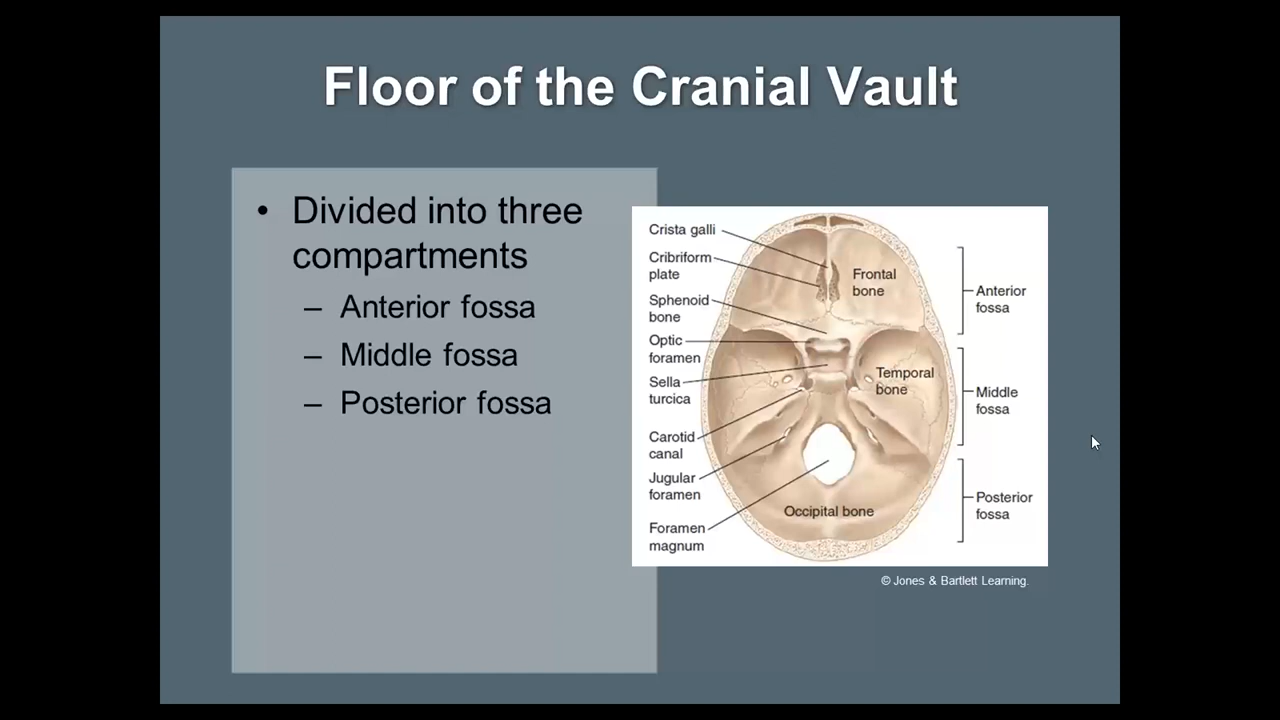 Floor of the Cranial Vault
• Divided into three
compartments
– Anterior fossa
– Middle fossa
– Posterior fossa
Crista galli
Cribriform
plate
Sphenoid
bone
Optic
foramen
Sella
turcica
Carotid
canal
Jugular
foramen
Foramen
magnum
Frontal
bone
Temporal
bone
Occipital bone
Anterior
fossa
Middle
fossa
Posterior
fossa
© Jones & Bartlett Learning.